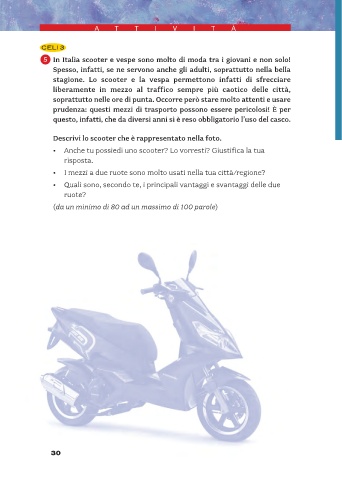 ATTIVITÀ
CELI 3
5 In Italia scooter e vespe sono molto di moda tra i giovani e non solo!
Spesso, infatti, se ne servono anche gli adulti, soprattutto nella bella
stagione. Lo scooter e la vespa permettono infatti di sfrecciare
liberamente in mezzo al traffico sempre più caotico delle città,
soprattutto nelle ore di punta. Occorre però stare molto attenti e usare
prudenza: questi mezzi di trasporto possono essere pericolosi! È per
questo, infatti, che da diversi anni si è reso obbligatorio l'uso del casco.
Descrivi lo scooter che è rappresentato nella foto.
• Anche tu possiedi uno scooter? Lo vorresti? Giustifica la tua
risposta.
• I mezzi a due ruote sono molto usati nella tua città/regione?
• Quali sono, secondo te, i principali vantaggi e svantaggi delle due
ruote?
(da un minimo di 80 ad un massimo di 100 parole)
30